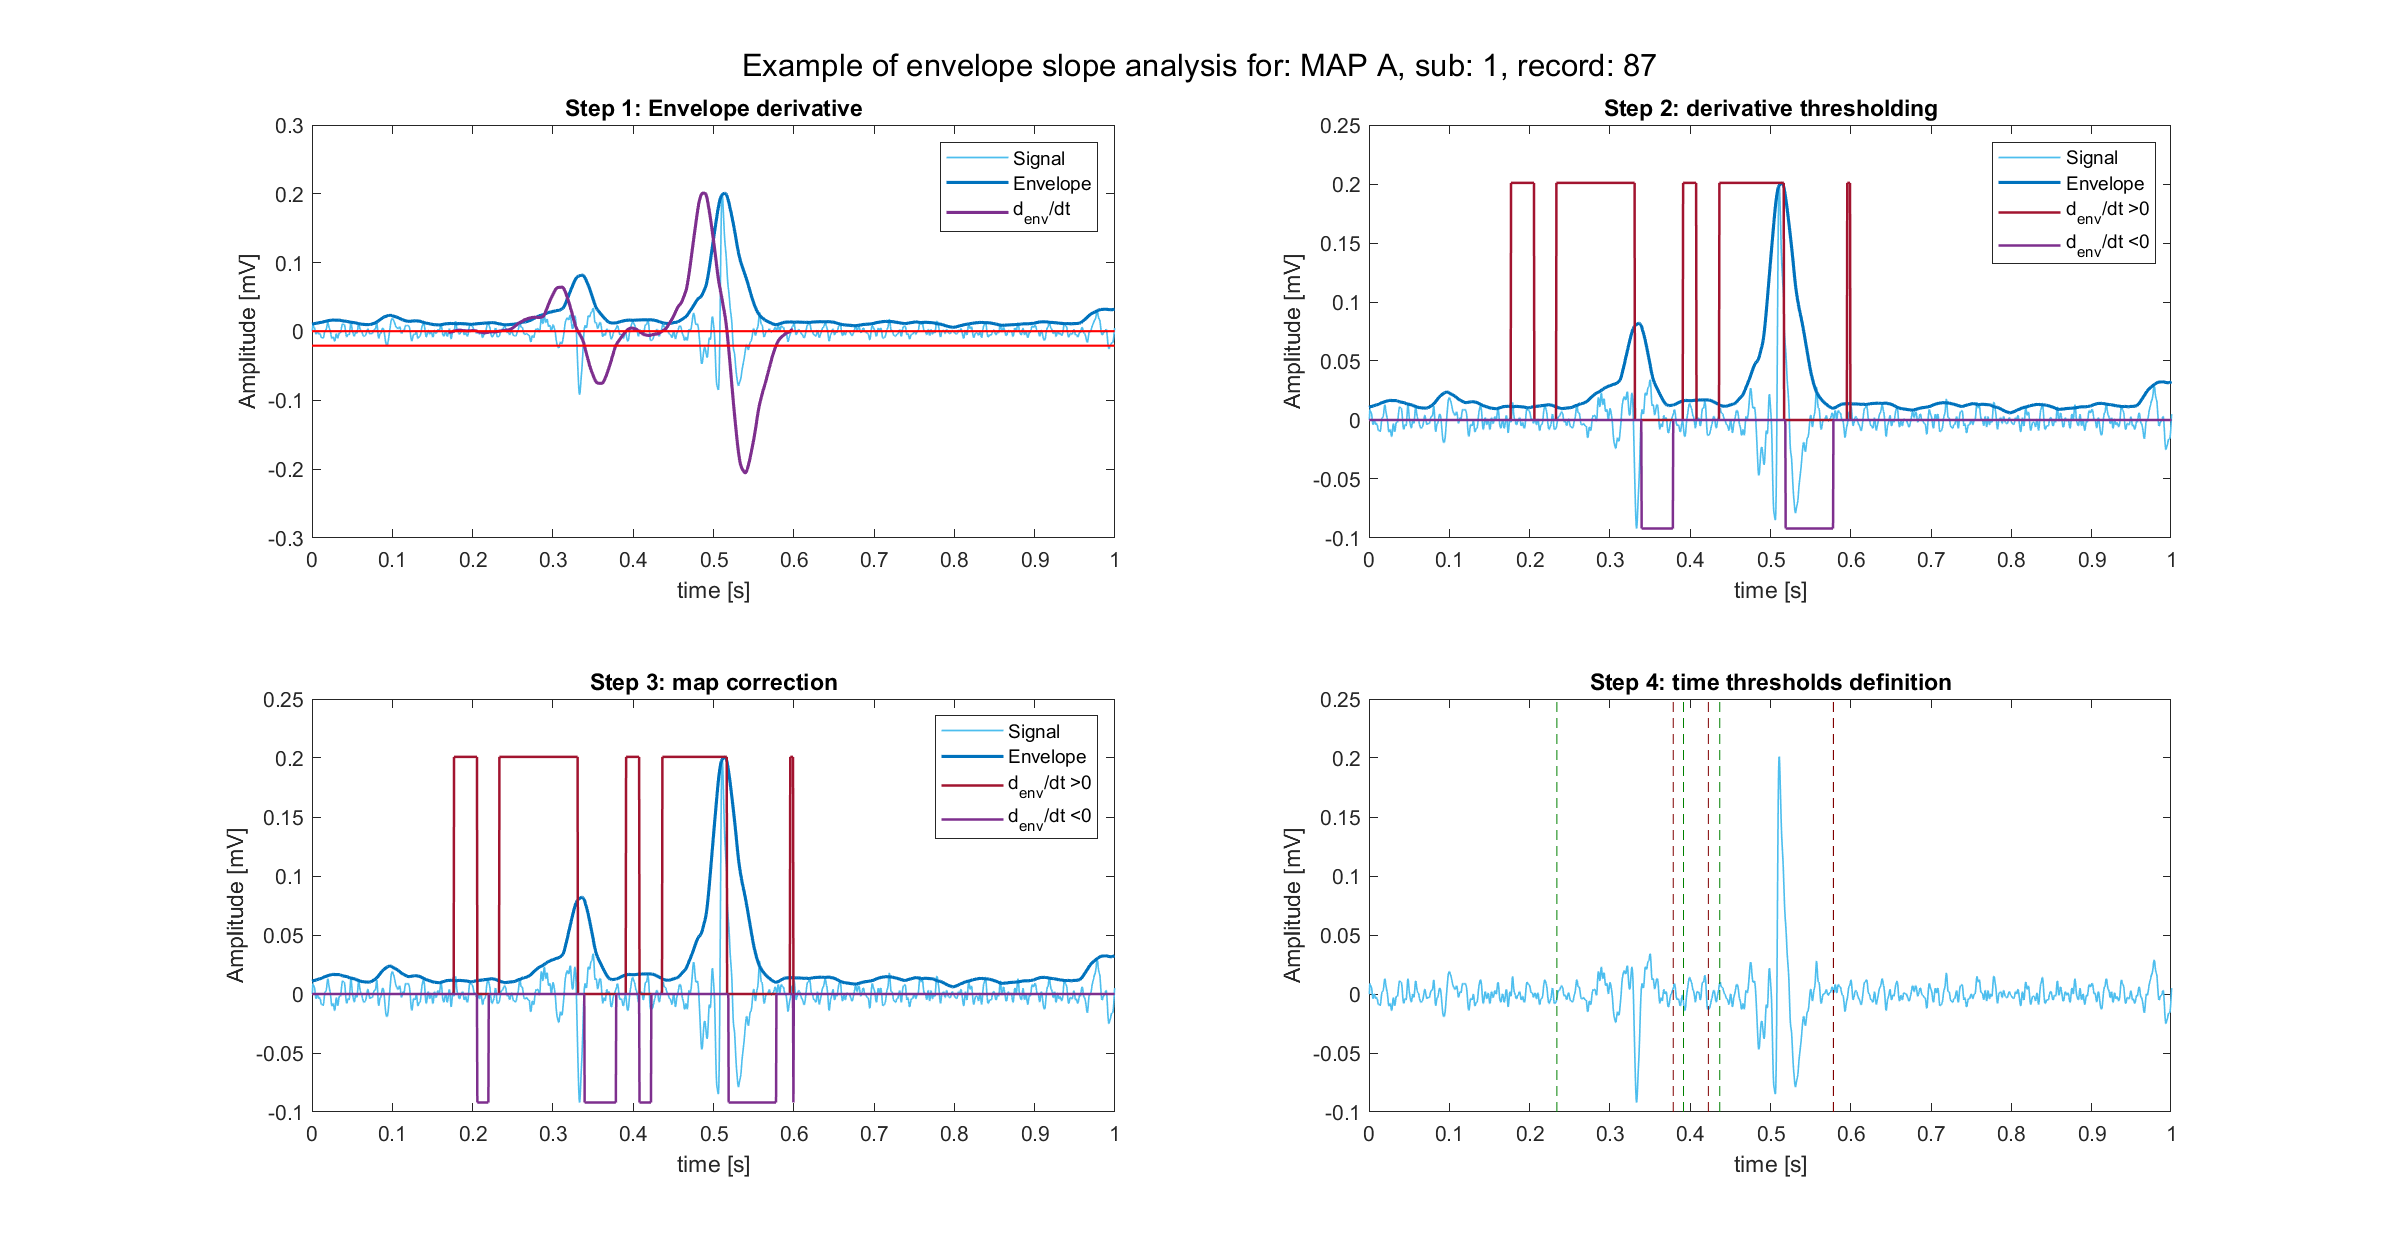 Example of envelope slope analysis for: MAP A, sub: 1, record: 87
Step 1: Envelope derivative
0.3
0.2
0.1
0
-0.1
-0.2
-0.3
Amplitude [mV]
Signal
Envelope
d_env/dt
0 0.1 0.2 0.3 0.4 0.5 0.6 0.7 0.8 0.9 1
time [s]
Step 2: derivative thresholding
0.25
0.2
0.15
0.1
0.05
0
-0.05
-0.1
Amplitude [mV]
Signal
Envelope
d_env/dt >0
d_env/dt <0
0 0.1 0.2 0.3 0.4 0.5 0.6 0.7 0.8 0.9 1
time [s]
Step 3: map correction
0.25
0.2
0.15
0.1
0.05
0
-0.05
-0.1
Amplitude [mV]
Signal
Envelope
d_env/dt >0
d_env/dt <0
0 0.1 0.2 0.3 0.4 0.5 0.6 0.7 0.8 0.9 1
time [s]
Step 4: time thresholds definition
0.25
0.2
0.15
0.1
0.05
0
-0.05
-0.1
Amplitude [mV]
0 0.1 0.2 0.3 0.4 0.5 0.6 0.7 0.8 0.9 1
time [s]